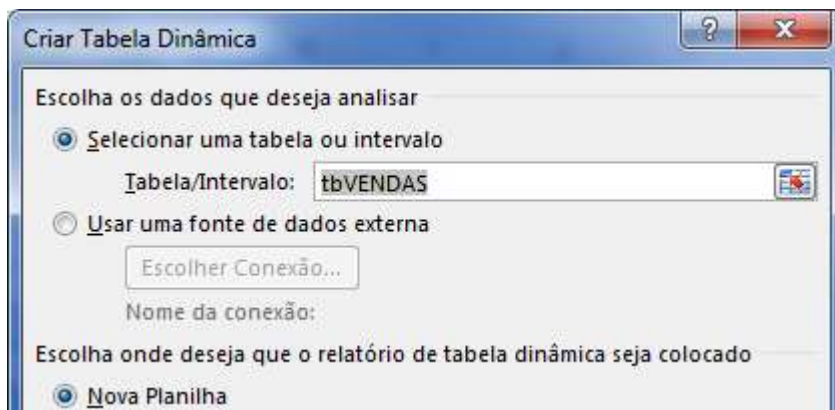 Criar Tabela Dinâmica
?
Escolha os dados que deseja analisar
Selecionar uma tabela ou intervalo
Tabela/Intervalo: tbVENDAS
Usar uma fonte de dados externa
Escolher Conexão...
Nome da conexão:
Escolha onde deseja que o relatório de tabela dinâmica seja colocado
Nova Planilha